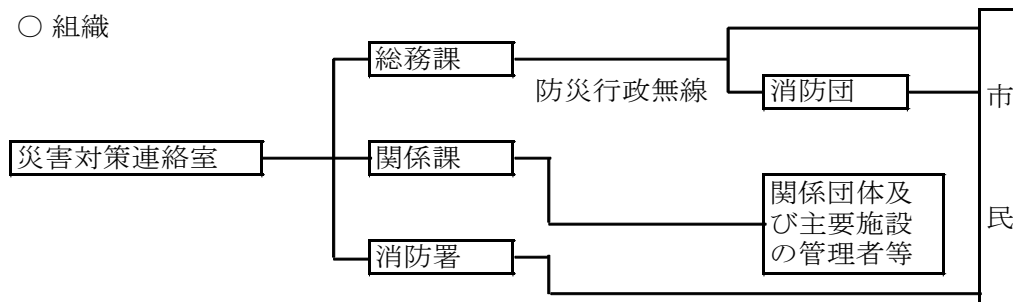 ○ 組織
総務課
防災行政無線
消防団
災害対策連絡室
関係課
関係団体及
び主要施設
の管理者等
消防署
市
民